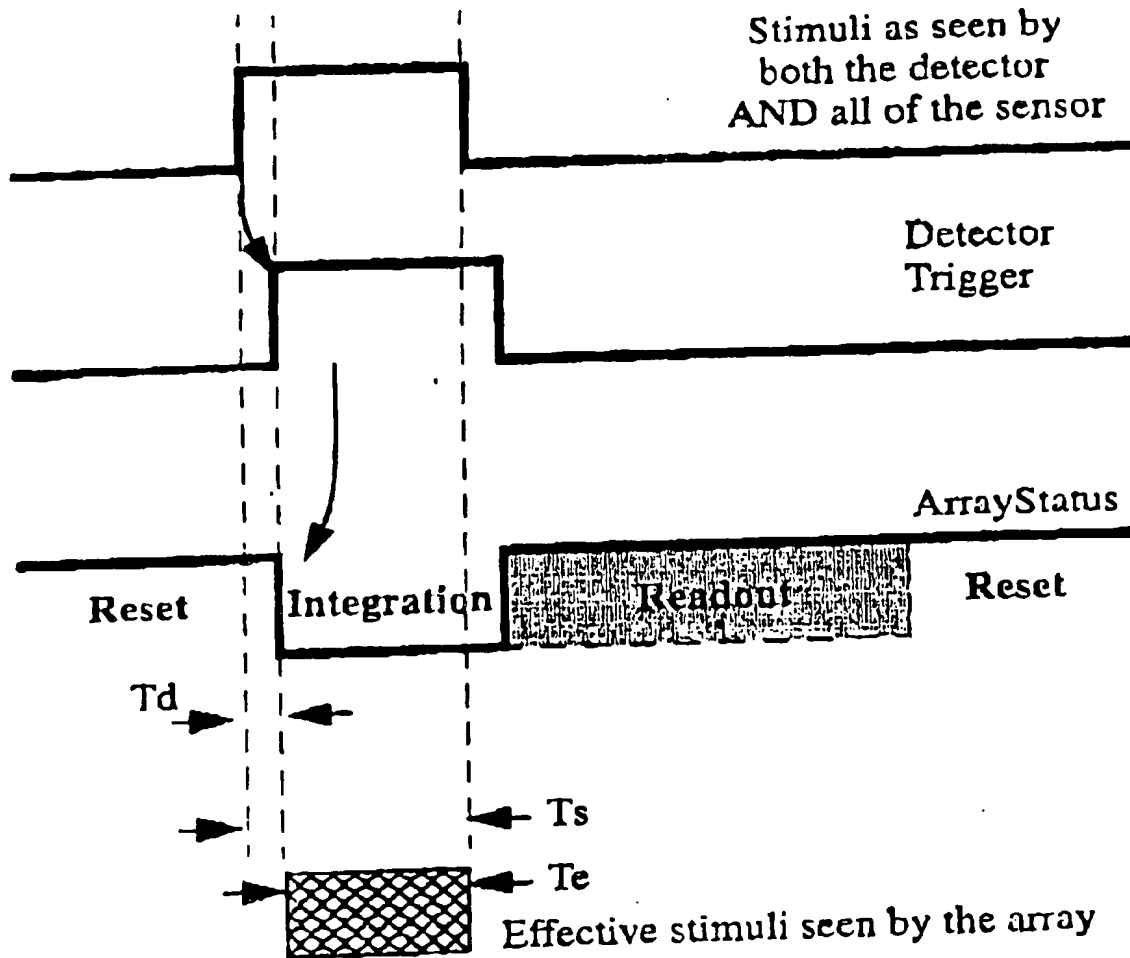 Stimuli as seen by
both the detector
AND all of the sensor
Detector
Trigger
ArrayStatus
Reset
Integration
Readout
Reset
Td
Ts
Te
Effective stimuli seen by the array